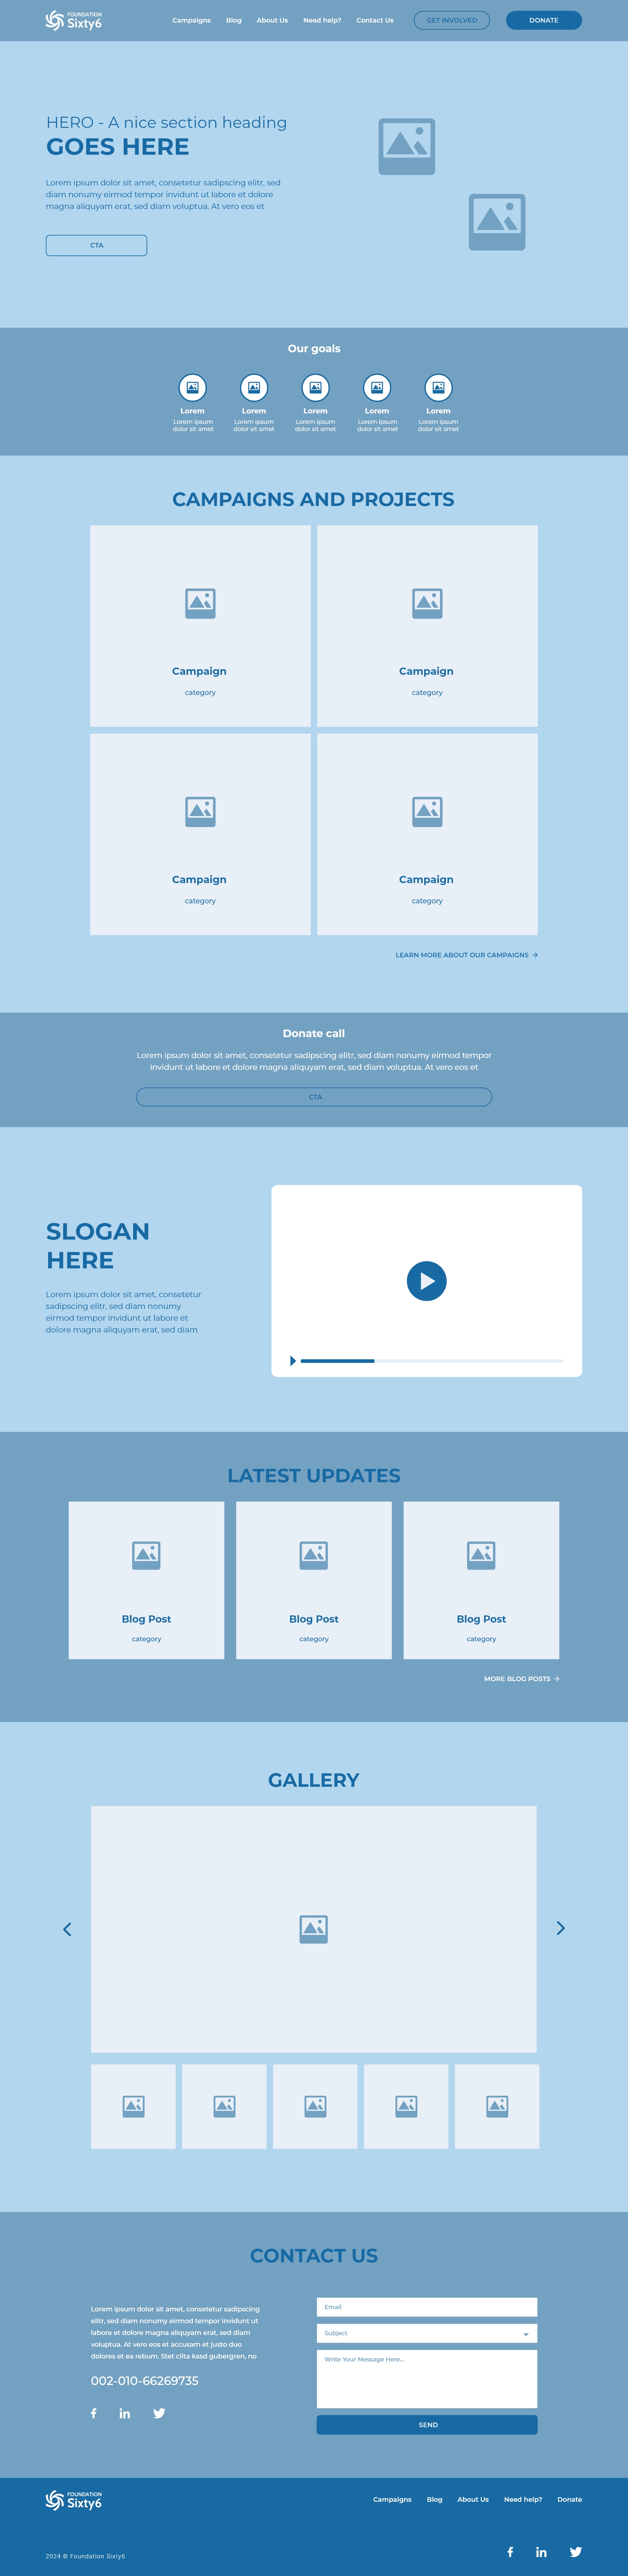 FOUNDATION
Sixty6
Campaigns Blog About Us Need help? Contact Us GET INVOLVED DONATE
HERO - A nice section heading
GOES HERE
Lorem ipsum dolor sit amet, consetetur sadipscing elitr, sed
diam nonumy eirmod tempor invidunt ut labore et dolore
magna aliquyam erat, sed diam voluptua. At vero eos et
CTA
Our goals
Lorem
Lorem ipsum
dolor sit amet
Lorem
Lorem ipsum
dolor sit amet
Lorem
Lorem ipsum
dolor sit amet
Lorem
Lorem ipsum
dolor sit amet
Lorem
Lorem ipsum
dolor sit amet
CAMPAIGNS AND PROJECTS
Campaign
category
Campaign
category
Campaign
category
Campaign
category
LEARN MORE ABOUT OUR CAMPAIGNS →
Donate call
Lorem ipsum dolor sit amet, consetetur sadipscing elitr, sed diam nonumy eirmod tempor
invidunt ut labore et dolore magna aliquyam erat, sed diam voluptua. At vero eos et
CTA
SLOGAN
HERE
Lorem ipsum dolor sit amet, consetetur
sadipscing elitr, sed diam nonumy
eirmod tempor invidunt ut labore et
dolore magna aliquyam erat, sed diam
LATEST UPDATES
Blog Post
category
Blog Post
category
Blog Post
category
MORE BLOG POSTS →
GALLERY
CONTACT US
Lorem ipsum dolor sit amet, consetetur sadipscing
elitr, sed diam nonumy eirmod tempor invidunt ut
labore et dolore magna aliquyam erat, sed diam
voluptua. At vero eos et accusam et justo duo
dolores et ea rebum. Stet clita kasd gubergren, no
002-010-66269735
Email
Subject
Write Your Message Here...
SEND
FOUNDATION
Sixty6
Campaigns Blog About Us Need help? Donate
2024 © Foundation Sixty6